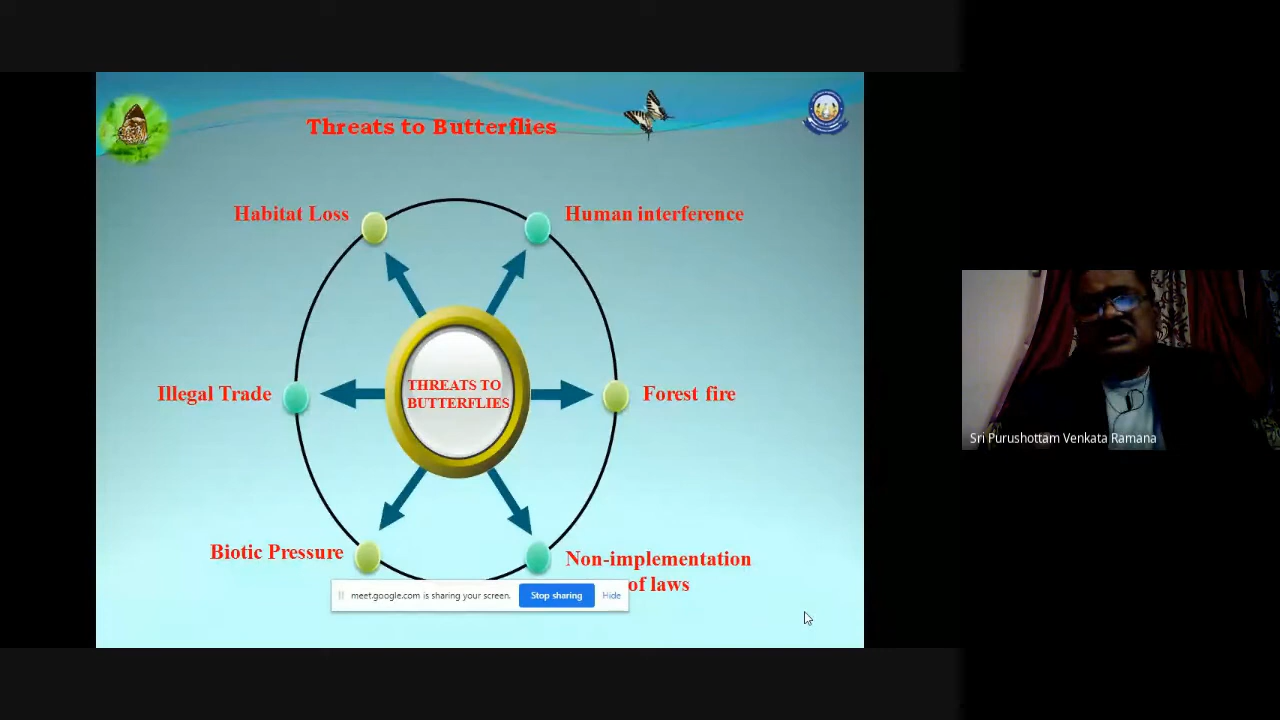 Threats to Butterflies
Habitat Loss
Human interference
Illegal Trade
THREATS TO
BUTTERFLIES
Forest fire
Biotic Pressure
Non-implementation
of laws
meet.google.com is sharing your screen.
Stop sharing
Hide
Sri Purushottam Venkata Ramana